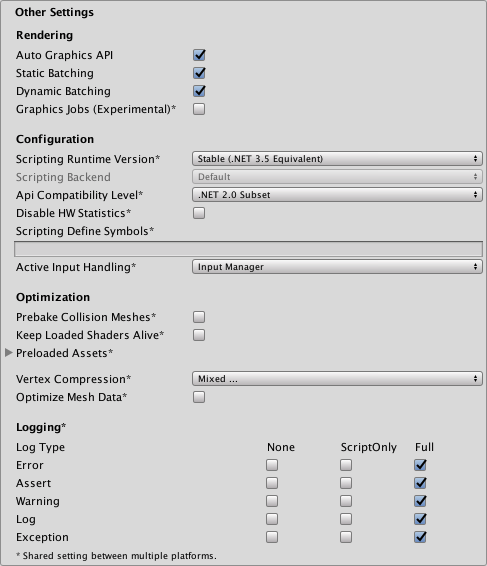 Other Settings
Rendering
Auto Graphics API
Static Batching
Dynamic Batching
Graphics Jobs (Experimental)*
Configuration
Scripting Runtime Version* Stable (.NET 3.5 Equivalent)
Scripting Backend Default
Api Compatibility Level* .NET 2.0 Subset
Disable HW Statistics*
Scripting Define Symbols*
Active Input Handling* Input Manager
Optimization
Prebake Collision Meshes*
Keep Loaded Shaders Alive*
Preloaded Assets*
Vertex Compression* Mixed ...
Optimize Mesh Data*
Logging*
Log Type None ScriptOnly Full
Error
Assert
Warning
Log
Exception
* Shared setting between multiple platforms.